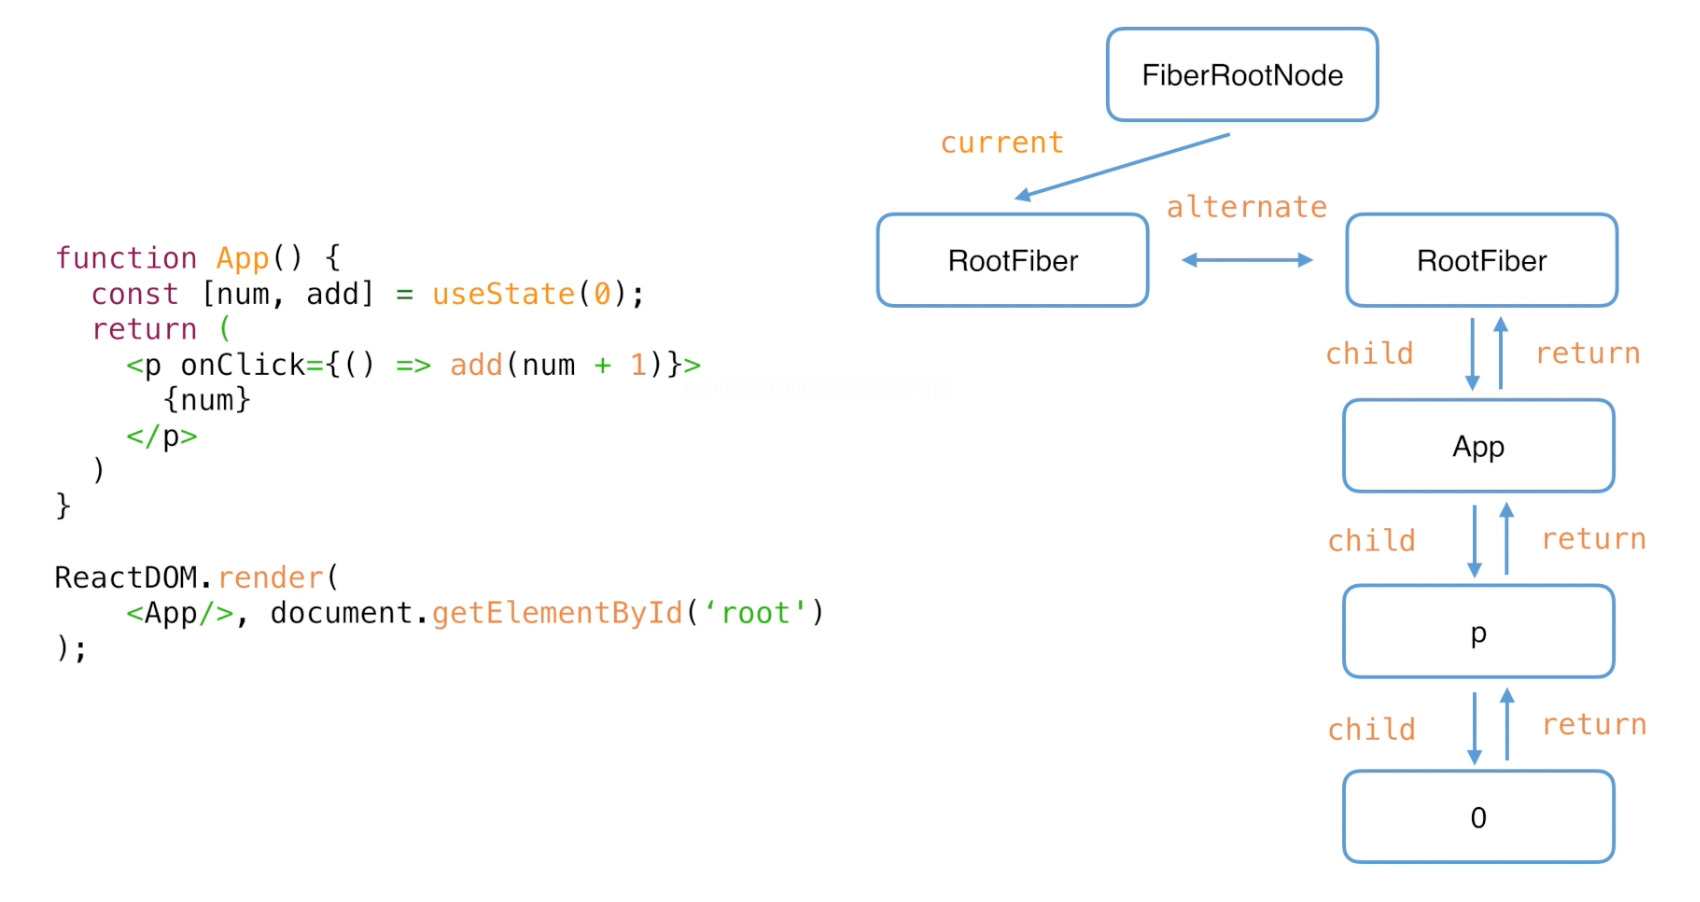 function App() {
  const [num, add] = useState(0);
  return (
    <p onClick={() => add(num + 1)}>
      {num}
    </p>
  )
}
ReactDOM.render(
    <App/>, document.getElementById(‘root')
);
FiberRootNode
current
alternate
RootFiber
RootFiber
child
return
App
child
return
p
child
return
0